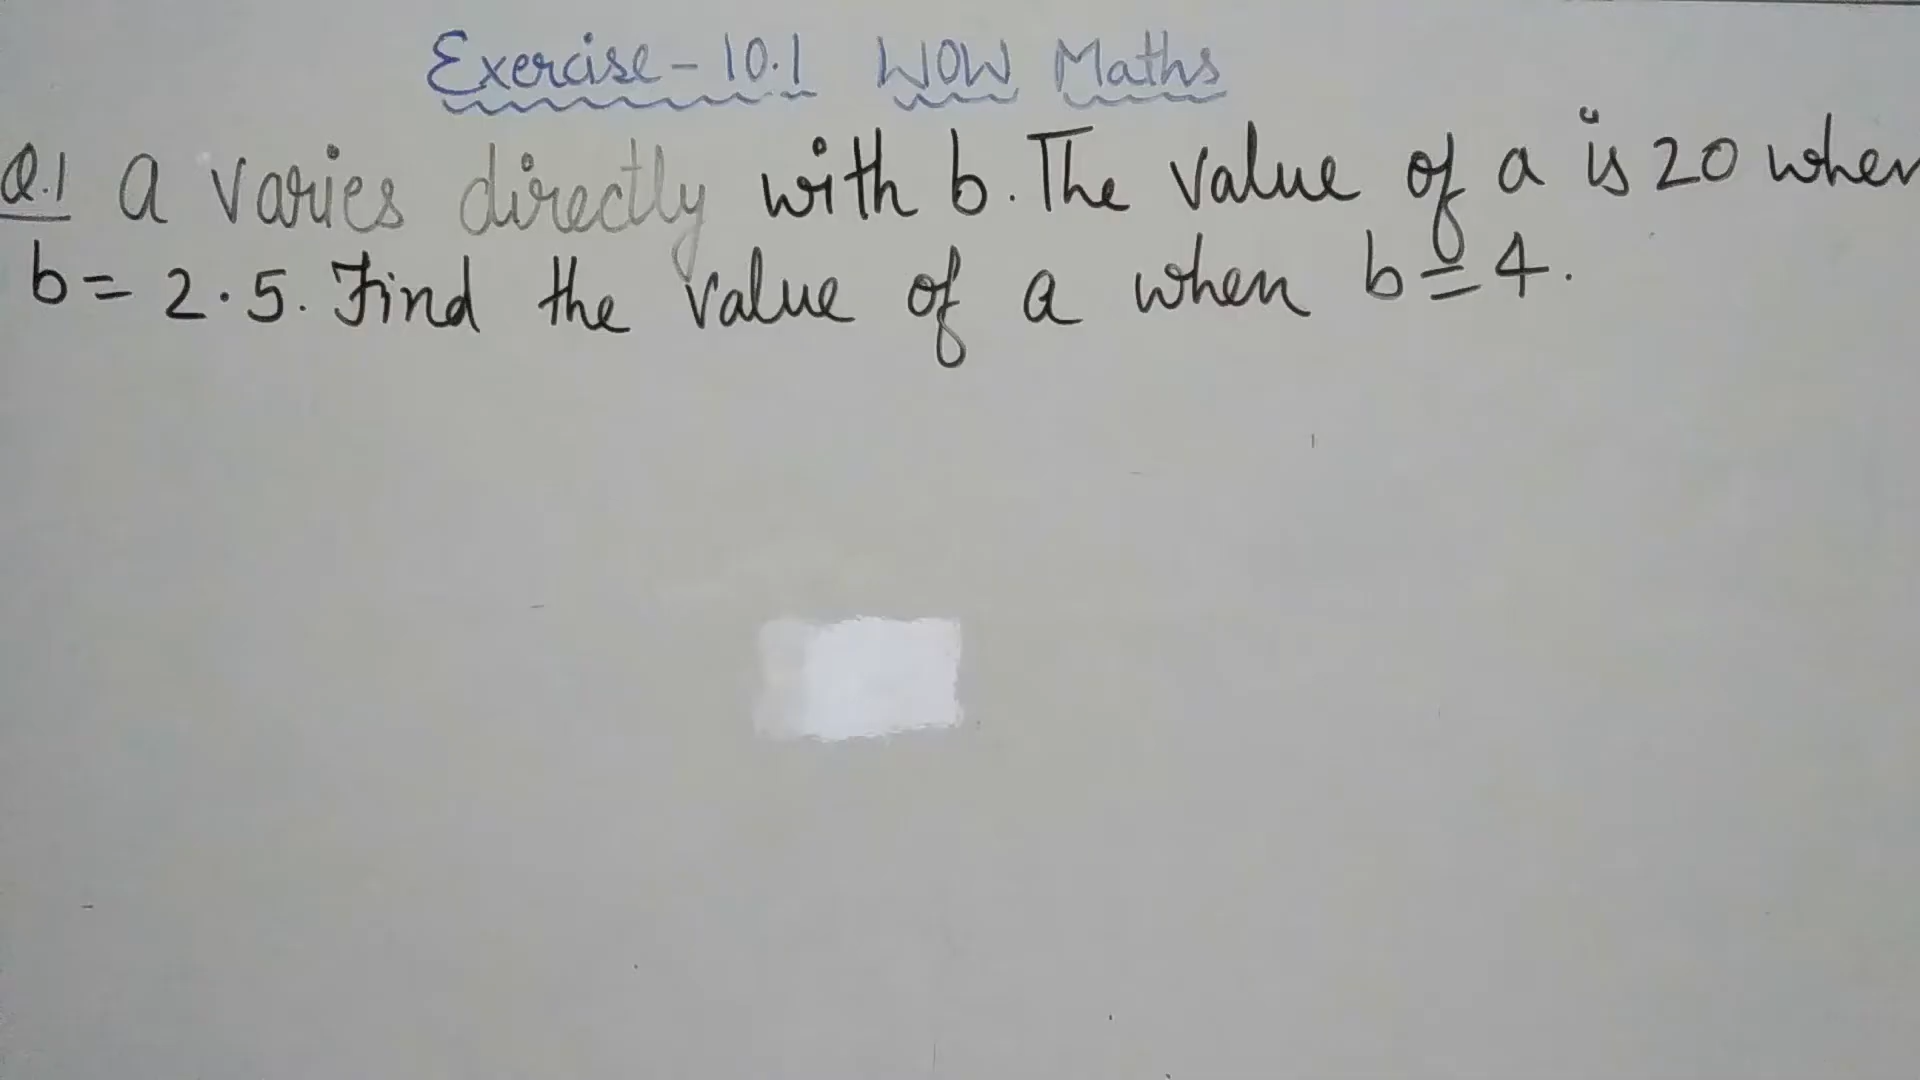 Exercise-10.1 WOW Maths
Q.1 a varies directly with b. The value of a is 20 when
b = 2.5. Find the value of a when b = 4.